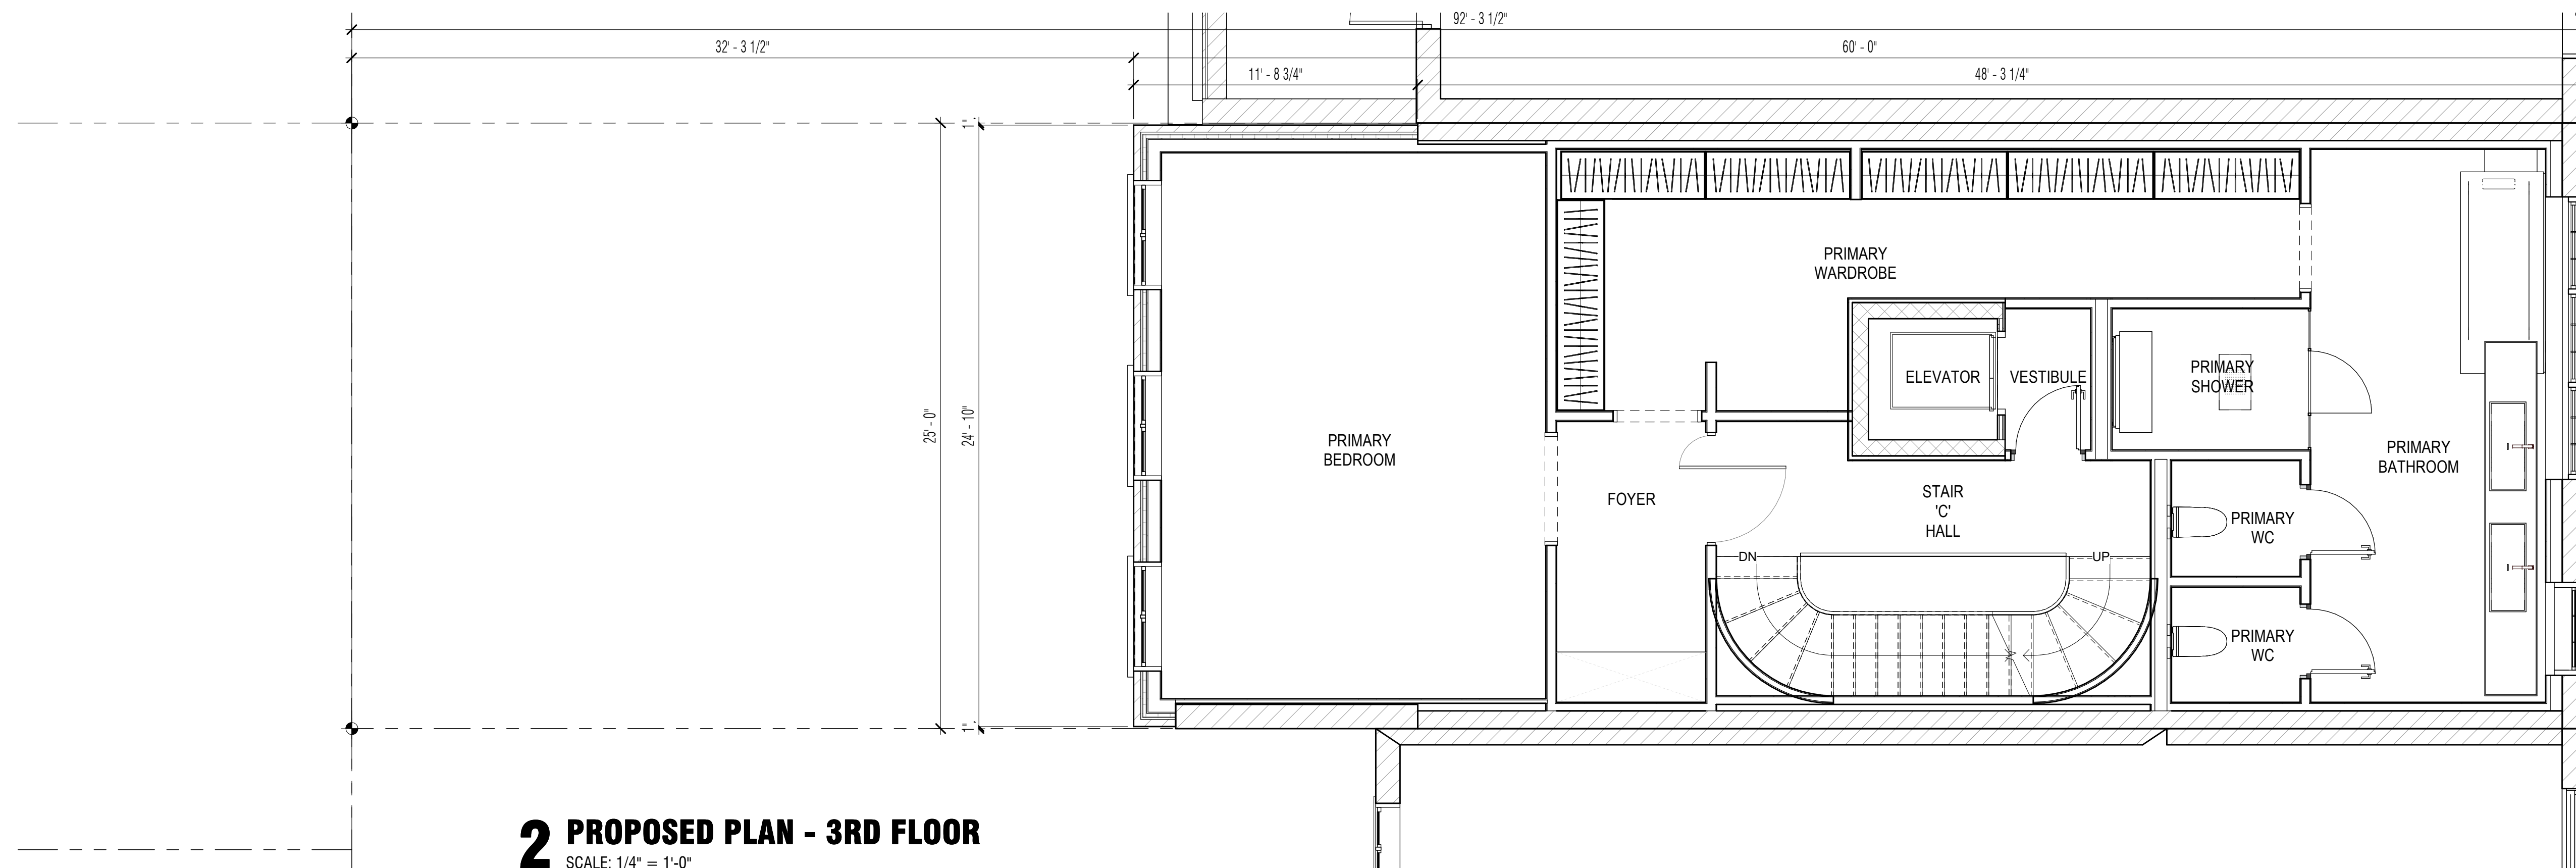 92' - 3 1/2"
32' - 3 1/2"
60' - 0"
11' - 8 3/4"
48' - 3 1/4"
1"
25' - 0"
24' - 10"
1"
PRIMARY
WARDROBE
ELEVATOR
VESTIBULE
PRIMARY
SHOWER
PRIMARY
BEDROOM
PRIMARY
BATHROOM
FOYER
STAIR
'C'
HALL
PRIMARY
WC
DN
UP
PRIMARY
WC
2
PROPOSED PLAN - 3RD FLOOR
SCALE: 1/4" = 1'-0"